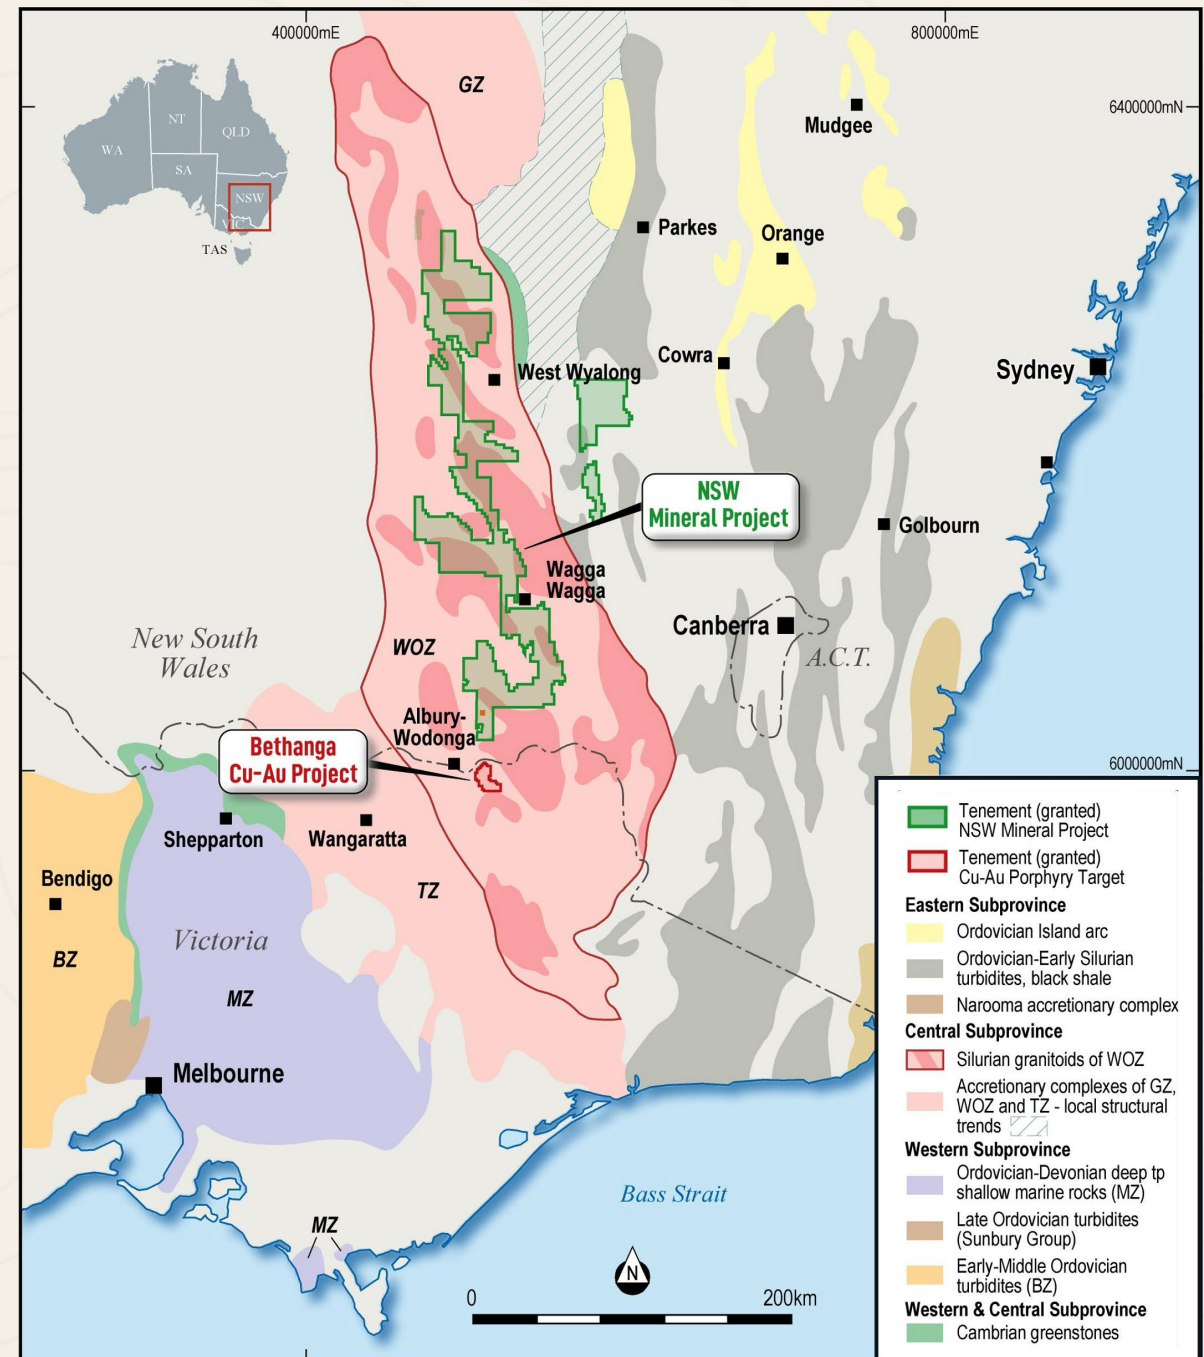 400000mE
800000mE
6400000mN
GZ
NT
QLD
WA
SA
NSW
VIC
TAS
Mudgee
Parkes
Orange
Cowra
West Wyalong
Sydney
NSW
Mineral Project
Golbourn
Wagga
Wagga
Canberra
A.C.T.
New South
Wales
WOZ
Albury-
Wodonga
Bethanga
Cu-Au Project
6000000mN
Shepparton
Wangaratta
Bendigo
TZ
Victoria
BZ
MZ
Melbourne
Bass Strait
MZ
N
0
200km
Tenement (granted)
NSW Mineral Project
Tenement (granted)
Cu-Au Porphyry Target
Eastern Subprovince
Ordovician Island arc
Ordovician-Early Silurian
turbidites, black shale
Narooma accretionary complex
Central Subprovince
Silurian granitoids of WOZ
Accretionary complexes of GZ,
WOZ and TZ - local structural
trends
Western Subprovince
Ordovician-Devonian deep tp
shallow marine rocks (MZ)
Late Ordovician turbidites
(Sunbury Group)
Early-Middle Ordovician
turbidites (BZ)
Western & Central Subprovince
Cambrian greenstones